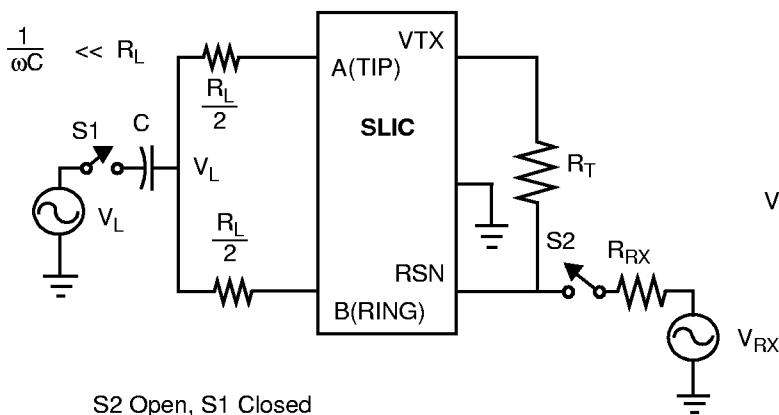 1/ωC << R_L
A(TIP)
VTX
R_L/2
SLIC
S1
C
V_L
V_L
R_T
V
R_L/2
S2
R_RX
RSN
B(RING)
V_RX
S2 Open, S1 Closed